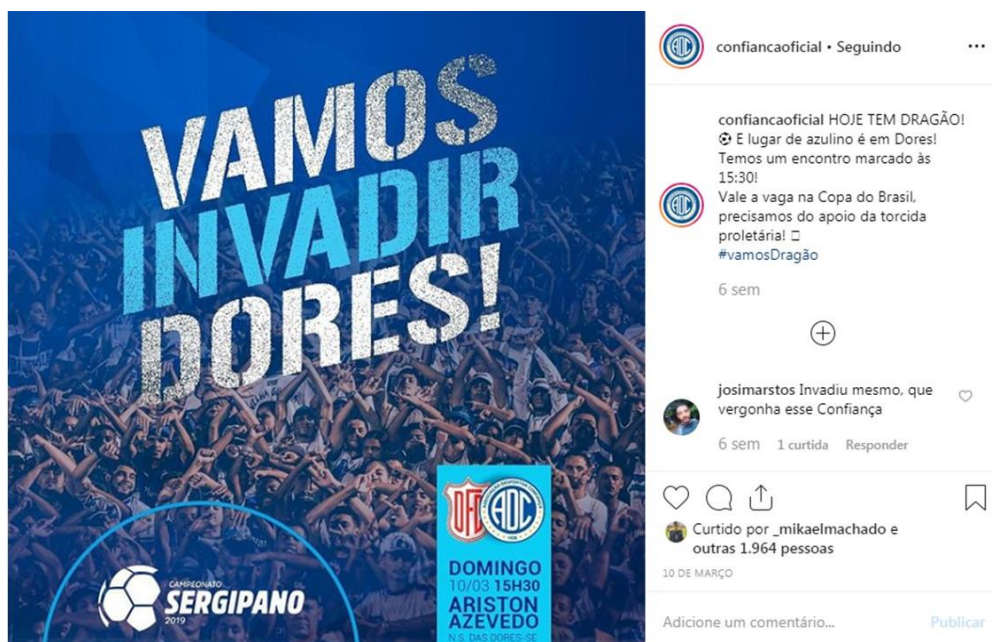 VAMOS
INVADIR
DORES!
CAMPEONATO
SERGIPANO
2019
DFC
ADC
DOMINGO
10/03 15H30
ARISTON
AZEVEDO
N.S. DAS DORES-SE
confiancaoficial • Seguindo
confiancaoficial HOJE TEM DRAGÃO!
⚽ E lugar de azulino é em Dores!
Temos um encontro marcado às
15:30!
Vale a vaga na Copa do Brasil,
precisamos do apoio da torcida
proletária! □
#vamosDragão
6 sem
josimarstos Invadiu mesmo, que
vergonha esse Confiança
6 sem 1 curtida Responder
Curtido por _mikaelmachado e
outras 1.964 pessoas
10 DE MARÇO
Adicione um comentário... Publicar